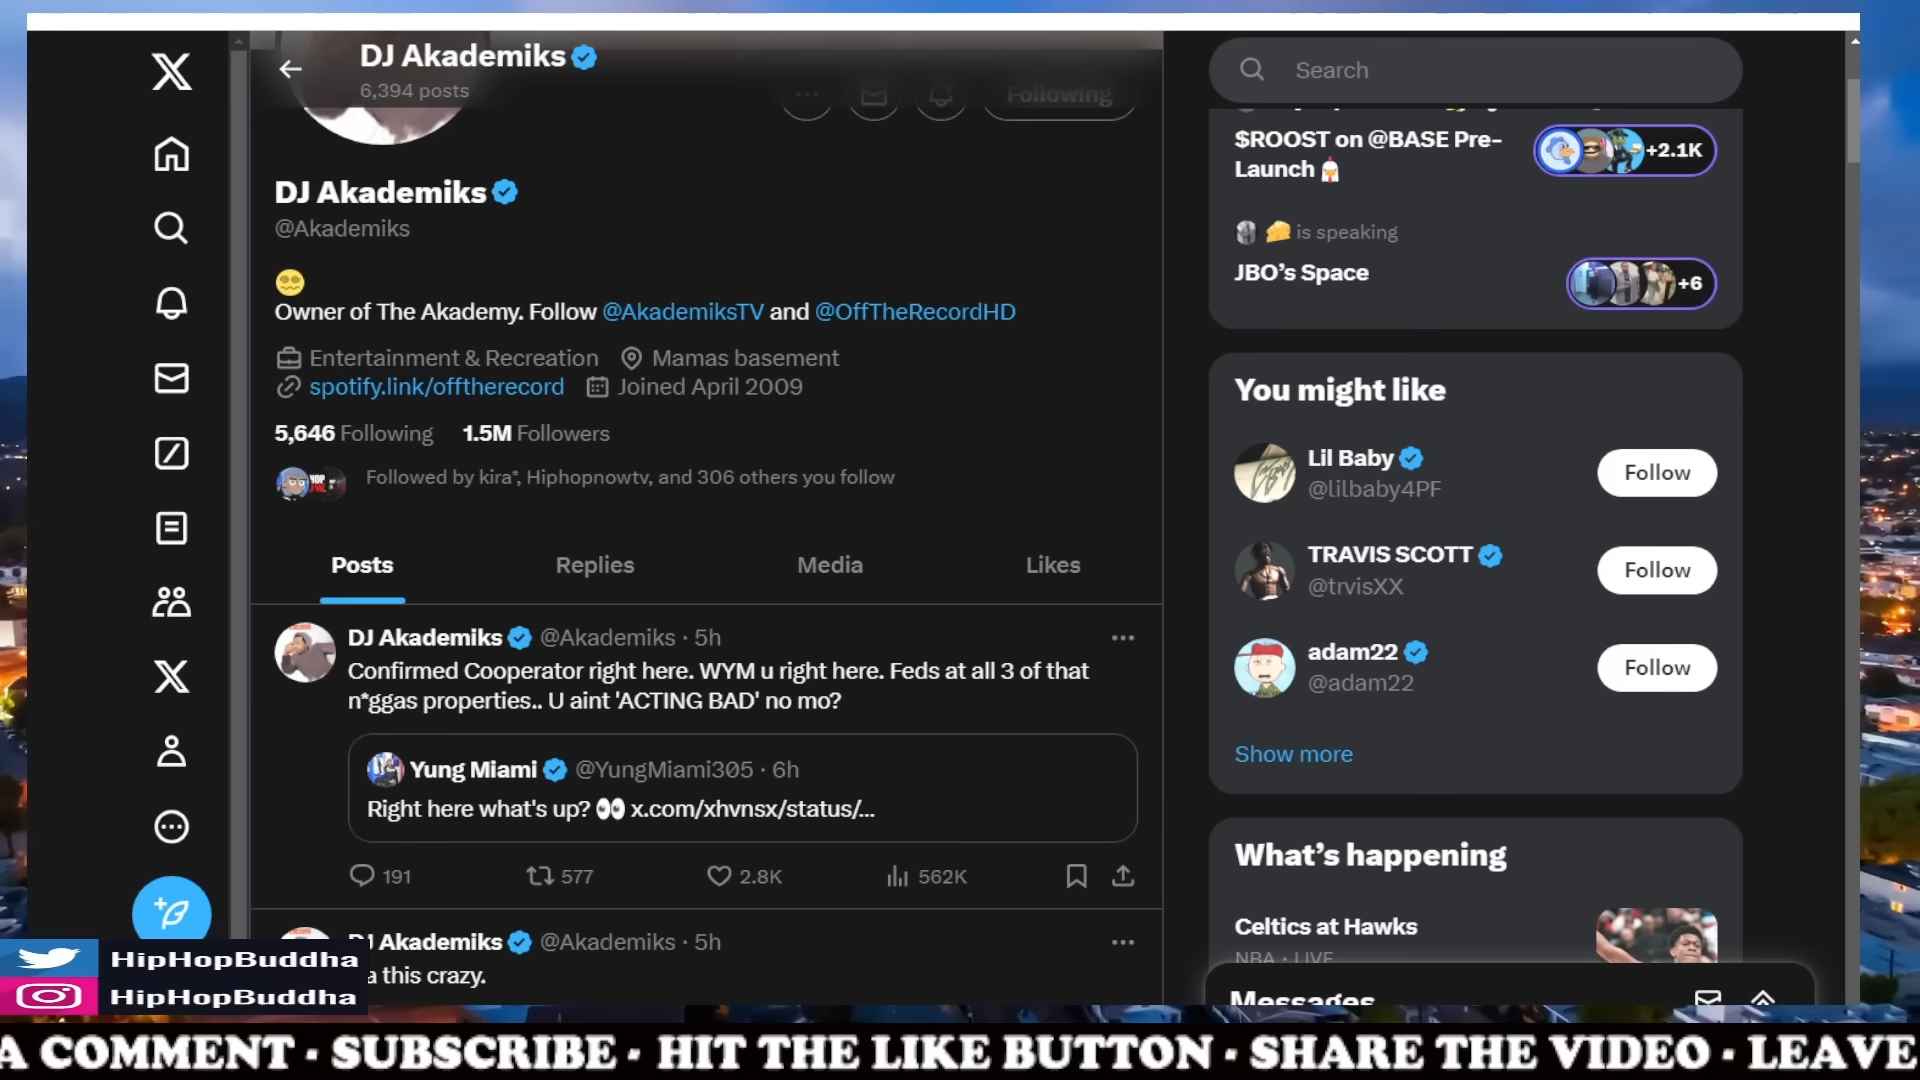 DJ Akademiks
6,394 posts
Following
DJ Akademiks
@Akademiks
Owner of The Akademy. Follow @AkademiksTV and @OffTheRecordHD
Entertainment & Recreation Mamas basement
spotify.link/offtherecord Joined April 2009
5,646 Following 1.5M Followers
Followed by kira*, Hiphopnowtv, and 306 others you follow
Posts Replies Media Likes
DJ Akademiks @Akademiks · 5h
Confirmed Cooperator right here. WYM u right here. Feds at all 3 of that
n*ggas properties.. U aint 'ACTING BAD' no mo?
Yung Miami @YungMiami305 · 6h
Right here what's up? 👀 x.com/xhvnsx/status/...
191 577 2.8K 562K
DJ Akademiks @Akademiks · 5h
a this crazy.
Search
$ROOST on @BASE Pre-
Launch
+2.1K
is speaking
JBO's Space
+6
You might like
Lil Baby
@lilbaby4PF
Follow
TRAVIS SCOTT
@trvisXX
Follow
adam22
@adam22
Follow
Show more
What's happening
Celtics at Hawks
NBA · LIVE
Messages
HipHopBuddha
HipHopBuddha
A COMMENT - SUBSCRIBE - HIT THE LIKE BUTTON - SHARE THE VIDEO - LEAVE